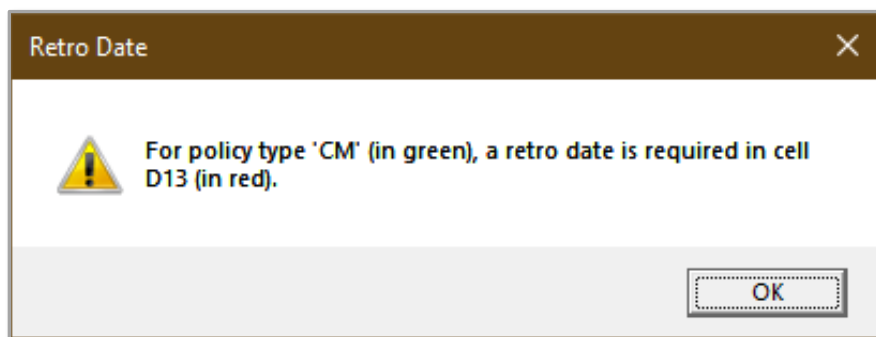 Retro Date
For policy type 'CM' (in green), a retro date is required in cell
D13 (in red).
OK